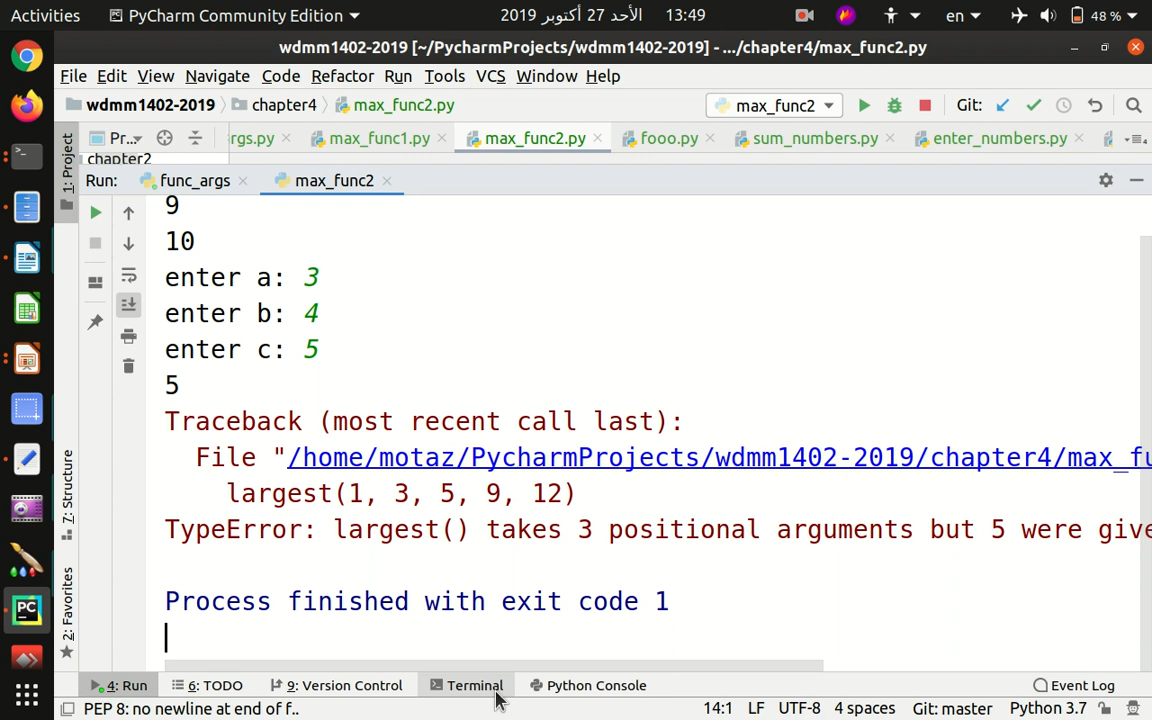 Activities PyCharm Community Edition الأحد 27 أكتوبر 2019 13:49 en 48 %
wdmm1402-2019 [~/PycharmProjects/wdmm1402-2019] - .../chapter4/max_func2.py
File Edit View Navigate Code Refactor Run Tools VCS Window Help
wdmm1402-2019 chapter4 max_func2.py max_func2 Git:
1: Project Pr... rgs.py max_func1.py max_func2.py fooo.py sum_numbers.py enter_numbers.py
chapter2
Run: func_args max_func2
9
10
enter a: 3
enter b: 4
enter c: 5
5
Traceback (most recent call last):
File "/home/motaz/PycharmProjects/wdmm1402-2019/chapter4/max_fu
largest(1, 3, 5, 9, 12)
TypeError: largest() takes 3 positional arguments but 5 were give
Process finished with exit code 1
7: Structure
2: Favorites
PC
4: Run 6: TODO 9: Version Control Terminal Python Console Event Log
PEP 8: no newline at end of f.. 14:1 LF UTF-8 4 spaces Git: master Python 3.7